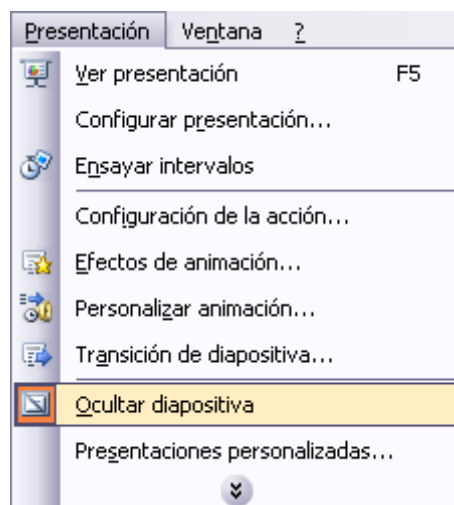 Presentación Ventana ?
Ver presentación F5
Configurar presentación...
Ensayar intervalos
Configuración de la acción...
Efectos de animación...
Personalizar animación...
Transición de diapositiva...
Ocultar diapositiva
Presentaciones personalizadas...